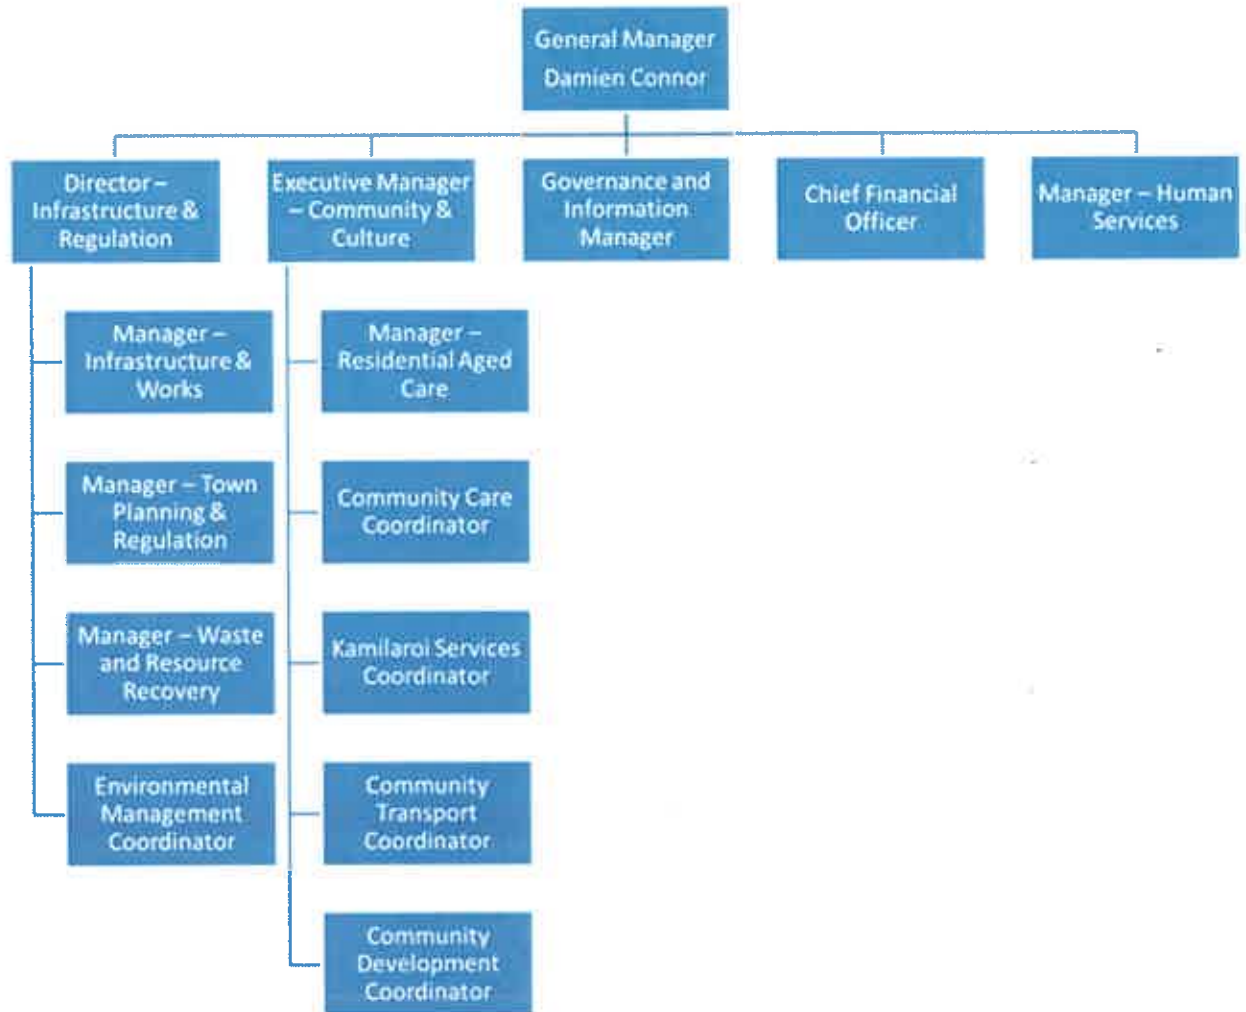 General Manager
Damien Connor
Director –
Infrastructure &
Regulation
Executive Manager
– Community &
Culture
Governance and
Information
Manager
Chief Financial
Officer
Manager – Human
Services
Manager –
Infrastructure &
Works
Manager – Town
Planning &
Regulation
Manager – Waste
and Resource
Recovery
Environmental
Management
Coordinator
Manager –
Residential Aged
Care
Community Care
Coordinator
Kamilaroi Services
Coordinator
Community
Transport
Coordinator
Community
Development
Coordinator